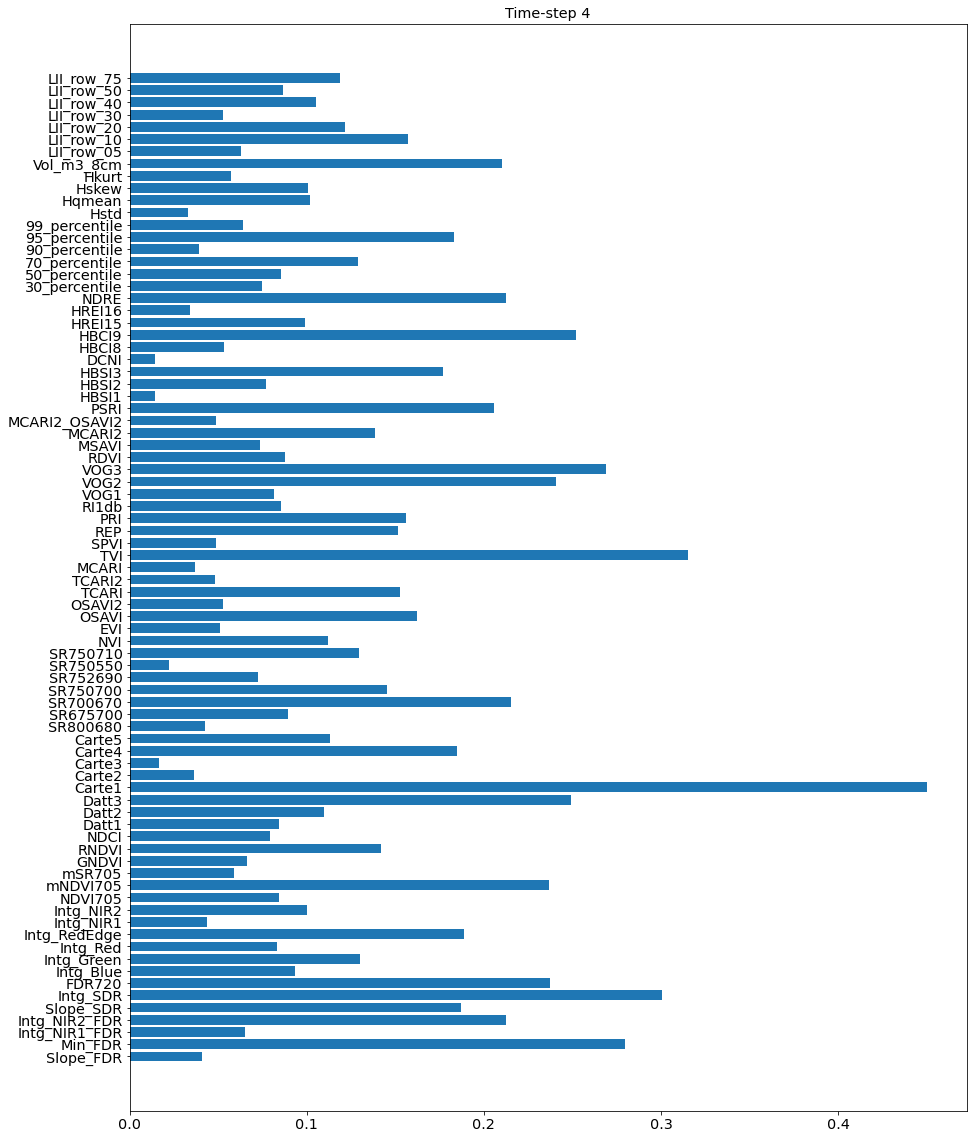 Time-step 4
LII_row_75
LII_row_50
LII_row_40
LII_row_30
LII_row_20
LII_row_10
LII_row_05
Vol_m3_8cm
Hkurt
Hskew
Hqmean
Hstd
99_percentile
95_percentile
90_percentile
70_percentile
50_percentile
30_percentile
NDRE
HREI16
HREI15
HBCI9
HBCI8
DCNI
HBSI3
HBSI2
HBSI1
PSRI
MCARI2_OSAVI2
MCARI2
MSAVI
RDVI
VOG3
VOG2
VOG1
RI1db
PRI
REP
SPVI
TVI
MCARI
TCARI2
TCARI
OSAVI2
OSAVI
EVI
NVI
SR750710
SR750550
SR752690
SR750700
SR700670
SR675700
SR800680
Carte5
Carte4
Carte3
Carte2
Carte1
Datt3
Datt2
Datt1
NDCI
RNDVI
GNDVI
mSR705
mNDVI705
NDVI705
Intg_NIR2
Intg_NIR1
Intg_RedEdge
Intg_Red
Intg_Green
Intg_Blue
FDR720
Intg_SDR
Slope_SDR
Intg_NIR2_FDR
Intg_NIR1_FDR
Min_FDR
Slope_FDR
0.0 0.1 0.2 0.3 0.4